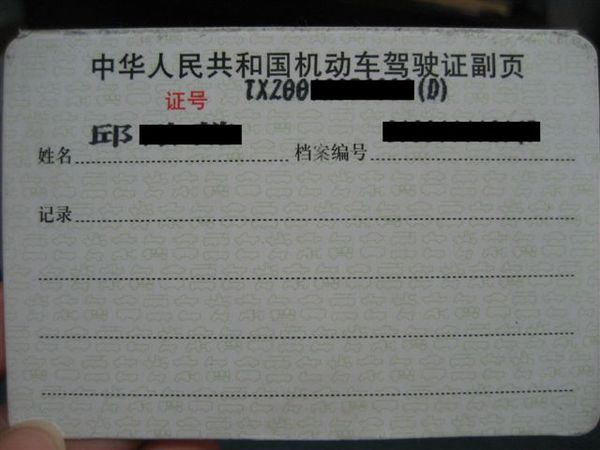 中华人民共和国机动车驾驶证副页
证号 TXZ00 (D)
姓名 邱 档案编号
记录